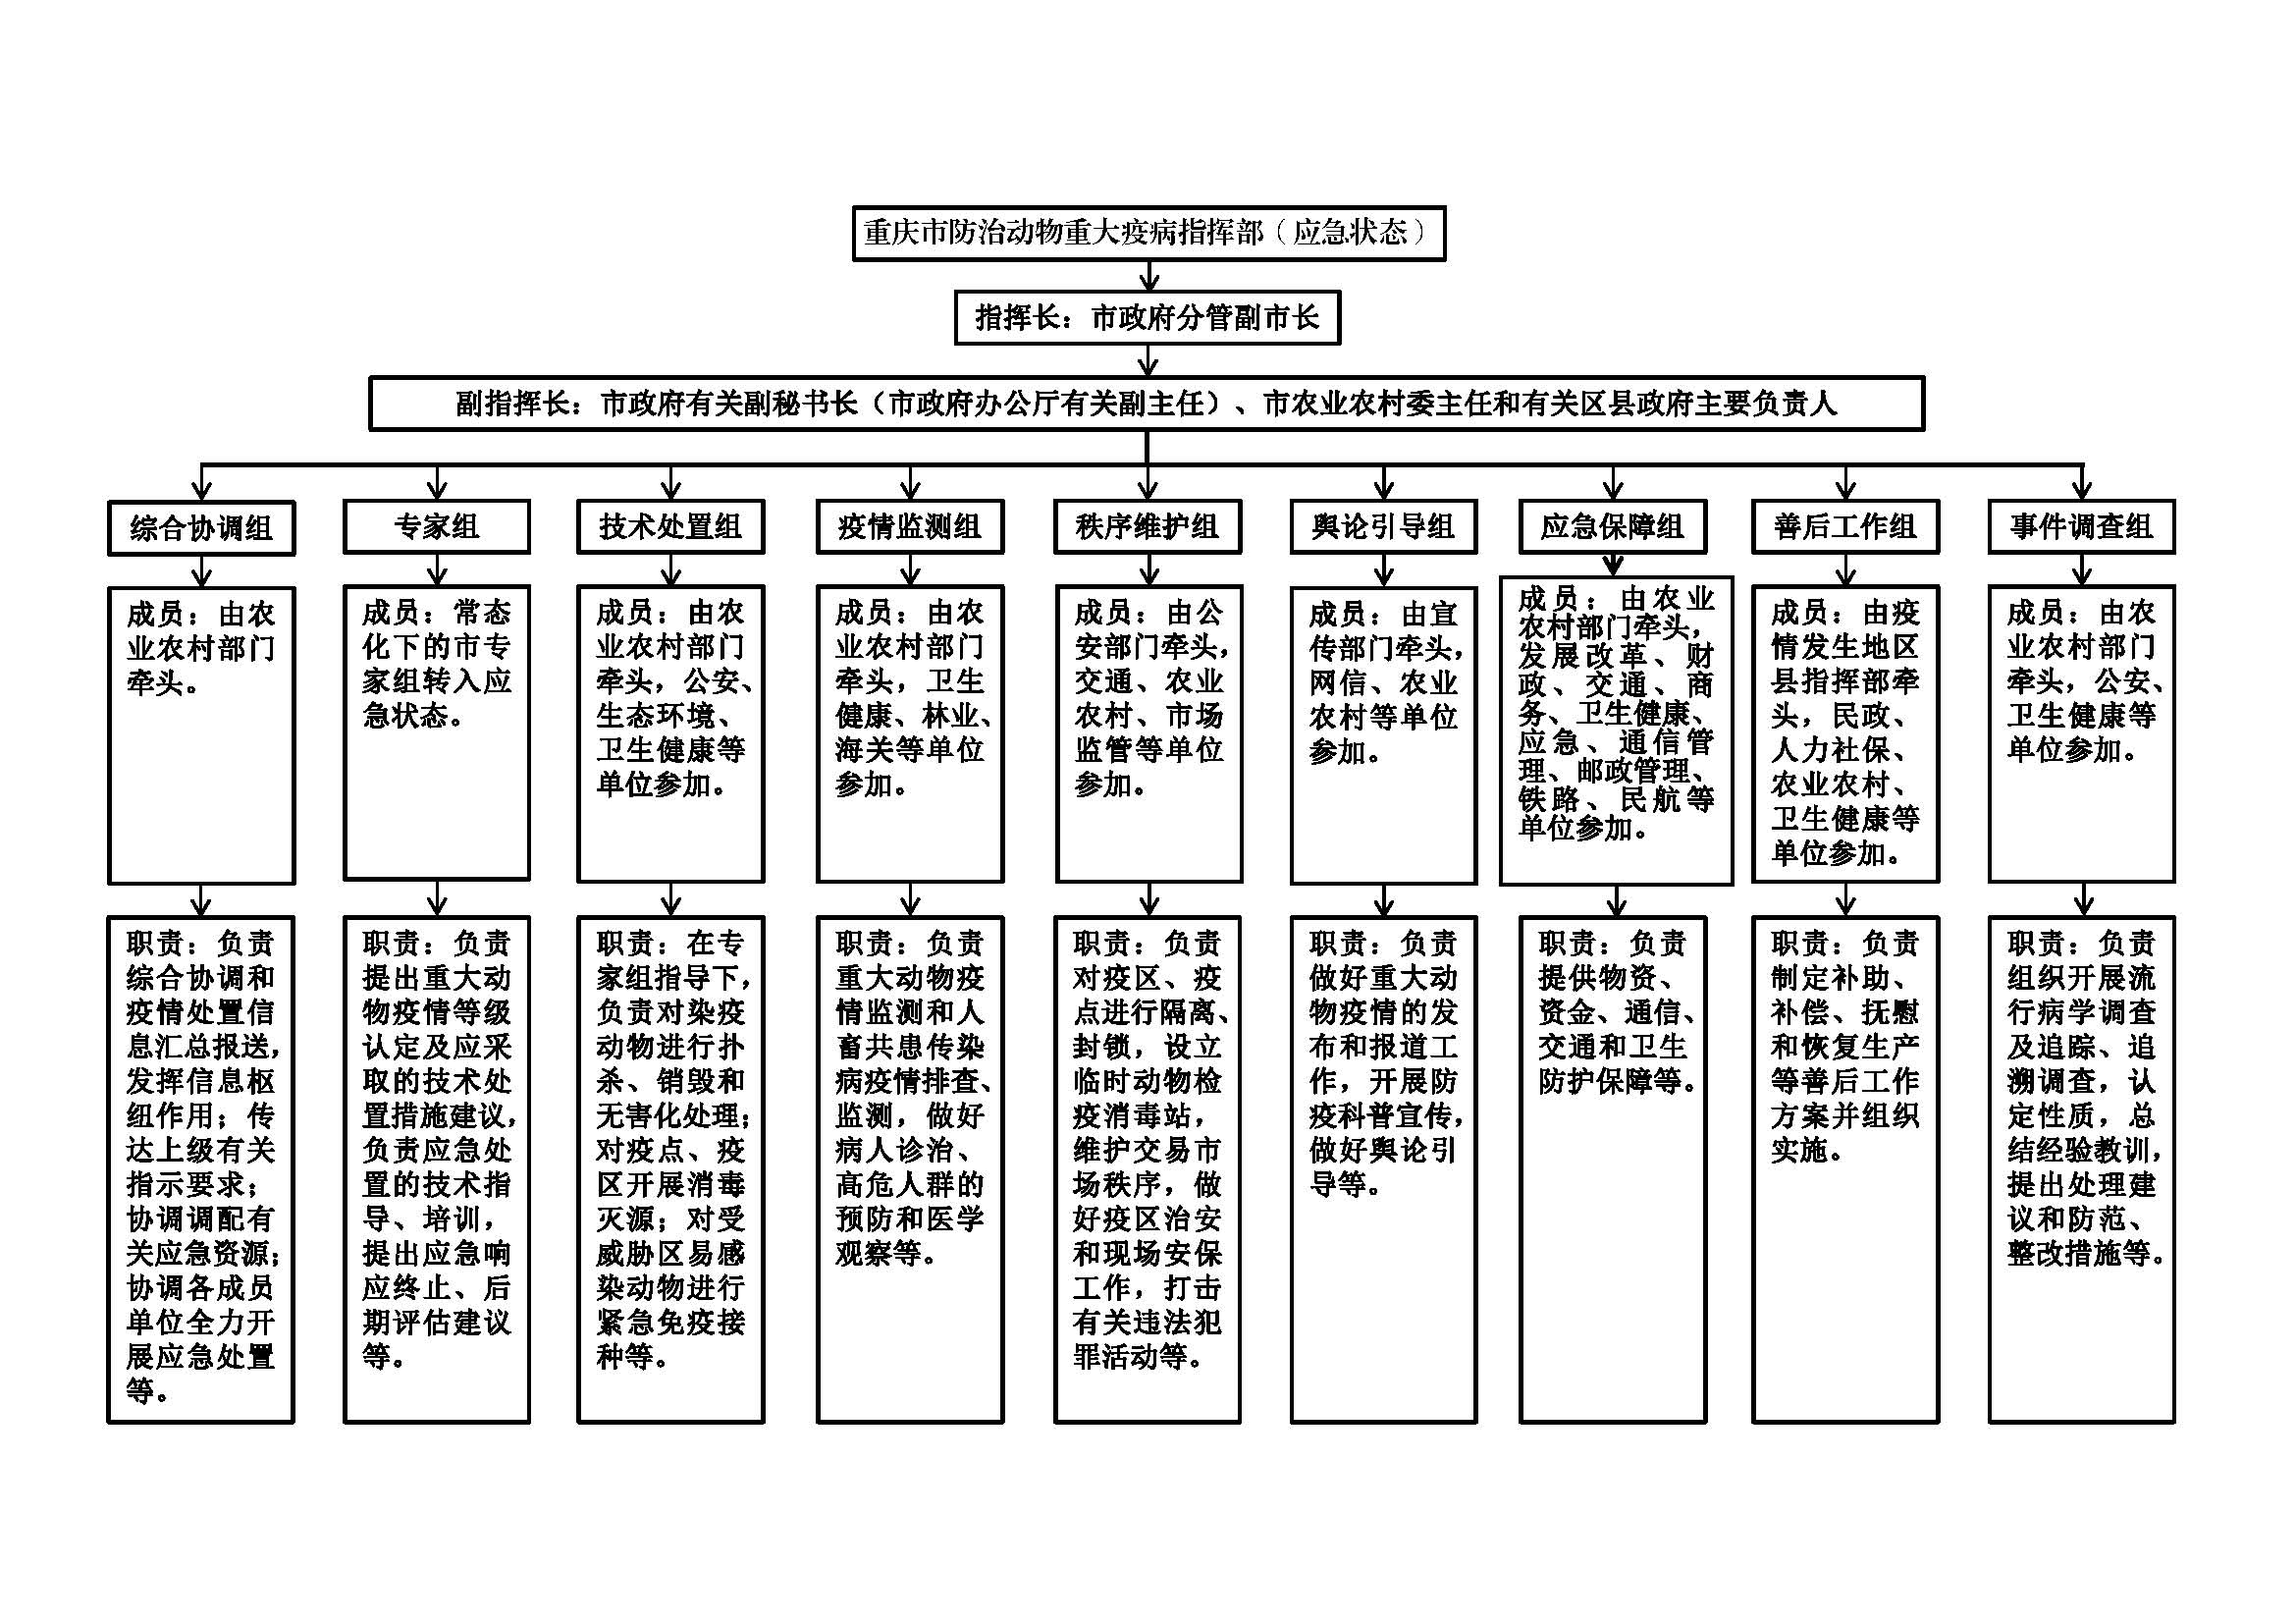 重庆市防治动物重大疫病指挥部（应急状态）
指挥长：市政府分管副市长
副指挥长：市政府有关副秘书长（市政府办公厅有关副主任）、市农业农村委主任和有关区县政府主要负责人
综合协调组
成员：由农
业农村部门
牵头。
职责：负责
综合协调和
疫情处置信
息汇总报送，
发挥信息枢
纽作用；传
达上级有关
指示要求；
协调调配有
关应急资源；
协调各成员
单位全力开
展应急处置
等。
专家组
成员：常态
化下的市专
家组转入应
急状态。
职责：负责
提出重大动
物疫情等级
认定及应采
取的技术处
置措施建议，
负责应急处
置的技术指
导、培训，
提出应急响
应终止、后
期评估建议
等。
技术处置组
成员：由农
业农村部门
牵头，公安、
生态环境、
卫生健康等
单位参加。
职责：在专
家组指导下，
负责对染疫
动物进行扑
杀、销毁和
无害化处理；
对疫点、疫
区开展消毒
灭源；对受
威胁区易感
染动物进行
紧急免疫接
种等。
疫情监测组
成员：由农
业农村部门
牵头，卫生
健康、林业、
海关等单位
参加。
职责：负责
重大动物疫
情监测和人
畜共患传染
病疫情排查、
监测，做好
病人诊治、
高危人群的
预防和医学
观察等。
秩序维护组
成员：由公
安部门牵头，
交通、农业
农村、市场
监管等单位
参加。
职责：负责
对疫区、疫
点进行隔离、
封锁，设立
临时动物检
疫消毒站，
维护交易市
场秩序，做
好疫区治安
和现场安保
工作，打击
有关违法犯
罪活动等。
舆论引导组
成员：由宣
传部门牵头，
网信、农业
农村等单位
参加。
职责：负责
做好重大动
物疫情的发
布和报道工
作，开展防
疫科普宣传，
做好舆论引
导等。
应急保障组
成员：由农业
农村部门牵头，
发展改革、财
政、交通、商
务、卫生健康、
应急、通信管
理、邮政管理、
铁路、民航等
单位参加。
职责：负责
提供物资、
资金、通信、
交通和卫生
防护保障等。
善后工作组
成员：由疫
情发生地区
县指挥部牵
头，民政、
人力社保、
农业农村、
卫生健康等
单位参加。
职责：负责
制定补助、
补偿、抚慰
和恢复生产
等善后工作
方案并组织
实施。
事件调查组
成员：由农
业农村部门
牵头，公安、
卫生健康等
单位参加。
职责：负责
组织开展流
行病学调查
及追踪、追
溯调查，认
定性质，总
结经验教训，
提出处理建
议和防范、
整改措施等。